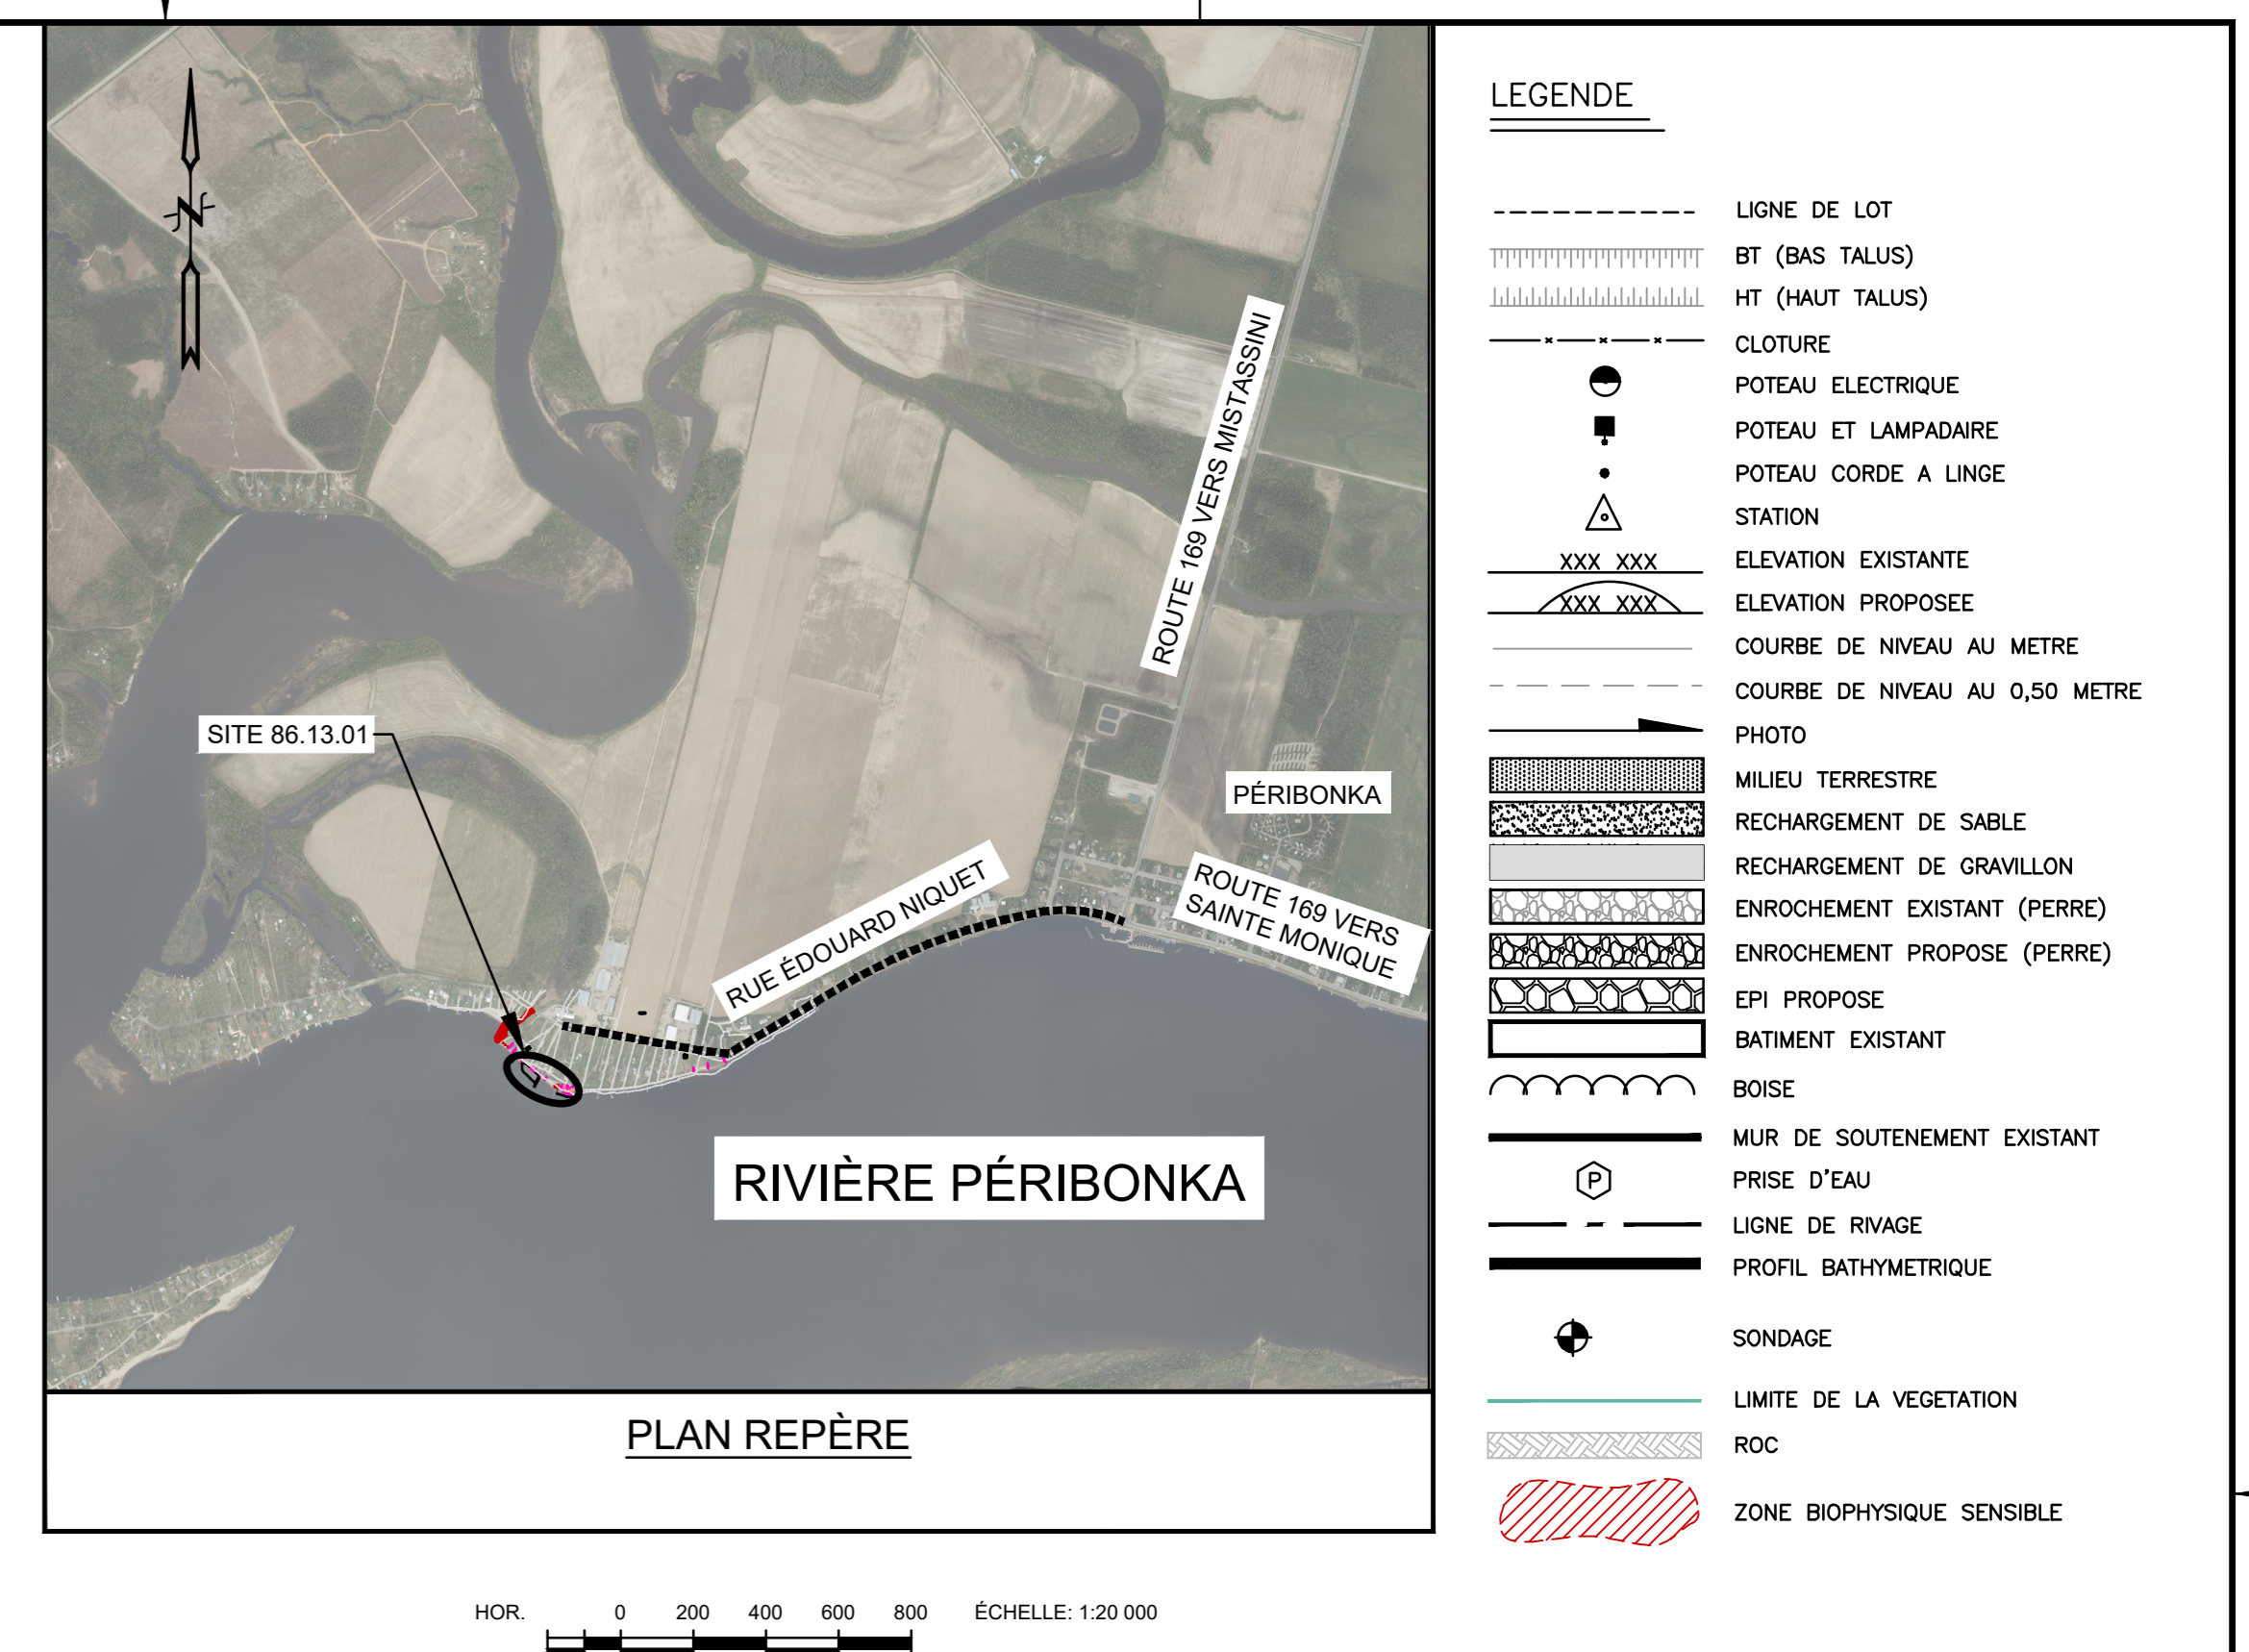 N
ROUTE 169 VERS MISTASSINI
SITE 86.13.01
PÉRIBONKA
RUE ÉDOUARD NIQUET
ROUTE 169 VERS
SAINTE MONIQUE
RIVIÈRE PÉRIBONKA
PLAN REPÈRE
HOR. 0 200 400 600 800 ÉCHELLE: 1:20 000
LEGENDE
LIGNE DE LOT
BT (BAS TALUS)
HT (HAUT TALUS)
CLOTURE
POTEAU ELECTRIQUE
POTEAU ET LAMPADAIRE
POTEAU CORDE A LINGE
STATION
XXX XXX ELEVATION EXISTANTE
XXX XXX ELEVATION PROPOSEE
COURBE DE NIVEAU AU METRE
COURBE DE NIVEAU AU 0,50 METRE
PHOTO
MILIEU TERRESTRE
RECHARGEMENT DE SABLE
RECHARGEMENT DE GRAVILLON
ENROCHEMENT EXISTANT (PERRE)
ENROCHEMENT PROPOSE (PERRE)
EPI PROPOSE
BATIMENT EXISTANT
BOISE
MUR DE SOUTENEMENT EXISTANT
P PRISE D'EAU
LIGNE DE RIVAGE
PROFIL BATHYMETRIQUE
SONDAGE
LIMITE DE LA VEGETATION
ROC
ZONE BIOPHYSIQUE SENSIBLE